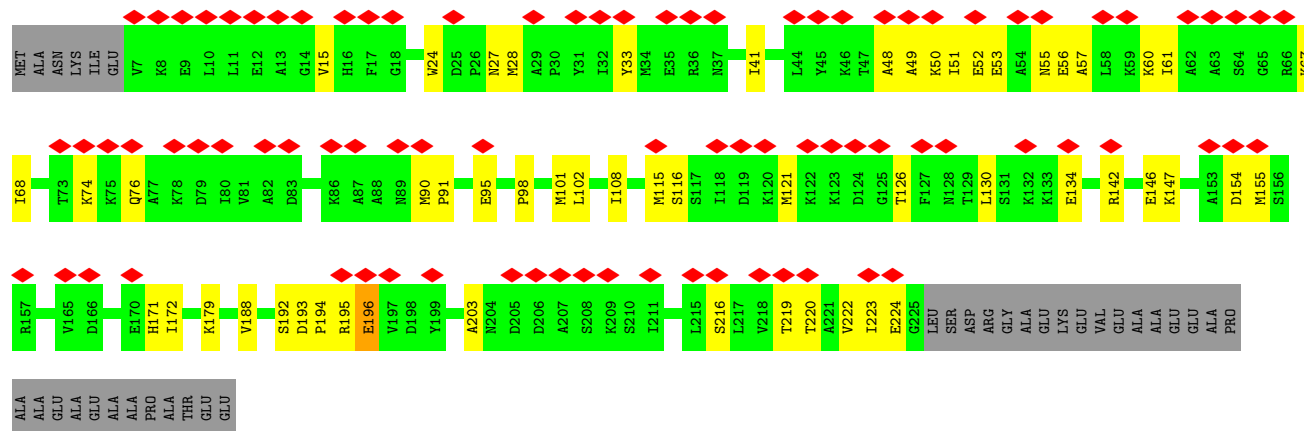 MET ALA ASN LYS ILE GLU V7 K8 E9 L10 L11 E12 A13 G14 V15 H16 F17 G18 W24 D25 P26 N27 M28 A29 P30 Y31 I32 Y33 M34 E35 R36 N37 I41 L44 Y45 K46 T47 A48 A49 K50 I51 E52 E53 A54 N55 E56 A57 L58 K59 K60 I61 A62 A63 S64 G65 R66 K67
I68 T73 K74 K75 Q76 A77 K78 D79 I80 V81 A82 D83 K86 A87 A88 N89 M90 P91 E95 P98 M101 L102 I108 M115 S116 S117 I118 D119 K120 M121 K122 K123 D124 G125 T126 F127 N128 T129 L130 S131 K132 K133 E134 R142 E146 K147 A153 D154 M155 S156
R157 V165 D166 E170 H171 I172 K179 V188 S192 D193 P194 R195 E196 V197 D198 Y199 A203 N204 D205 D206 A207 S208 K209 S210 I211 L215 S216 L217 V218 T219 T220 A221 V222 I223 E224 G225 LEU SER ASP ARG GLY ALA GLU LYS GLU VAL GLU ALA ALA GLU GLU ALA PRO
ALA ALA GLU ALA GLU ALA ALA PRO ALA THR GLU GLU